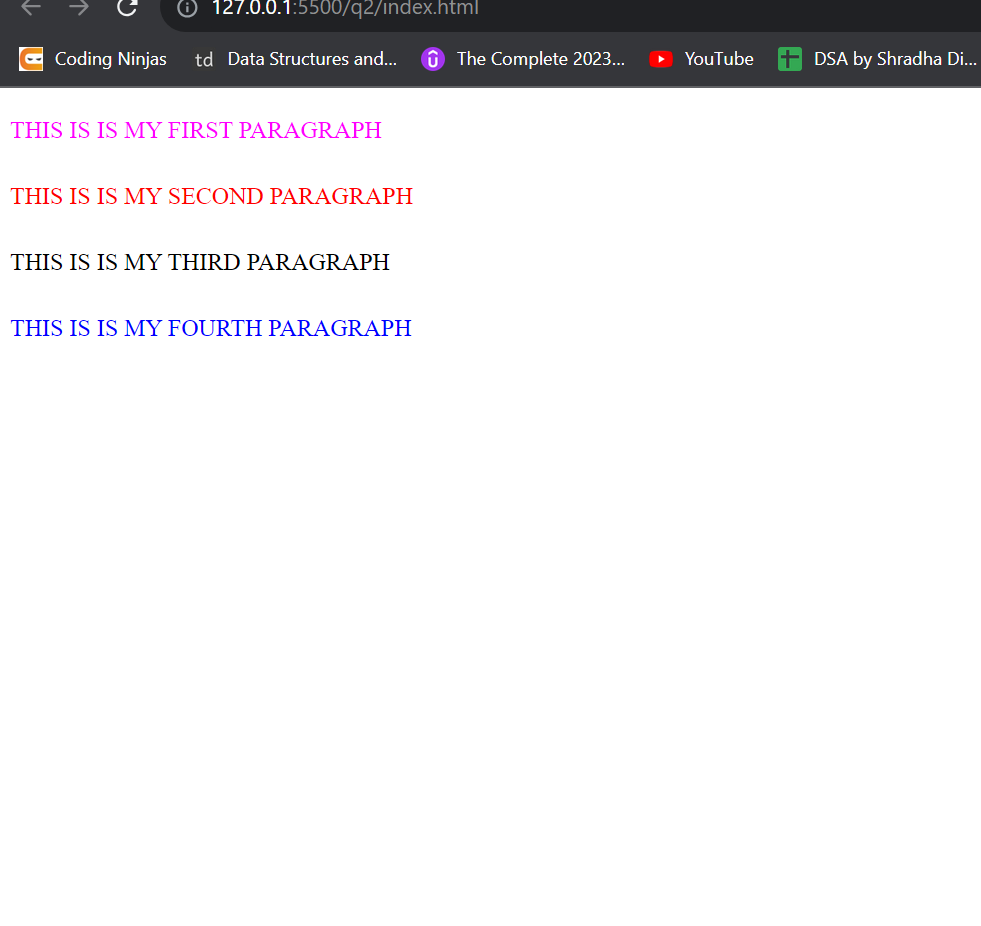 127.0.0.1:5500/q2/index.html
Coding Ninjas td Data Structures and... The Complete 2023... YouTube DSA by Shradha Di...
THIS IS IS MY FIRST PARAGRAPH
THIS IS IS MY SECOND PARAGRAPH
THIS IS IS MY THIRD PARAGRAPH
THIS IS IS MY FOURTH PARAGRAPH